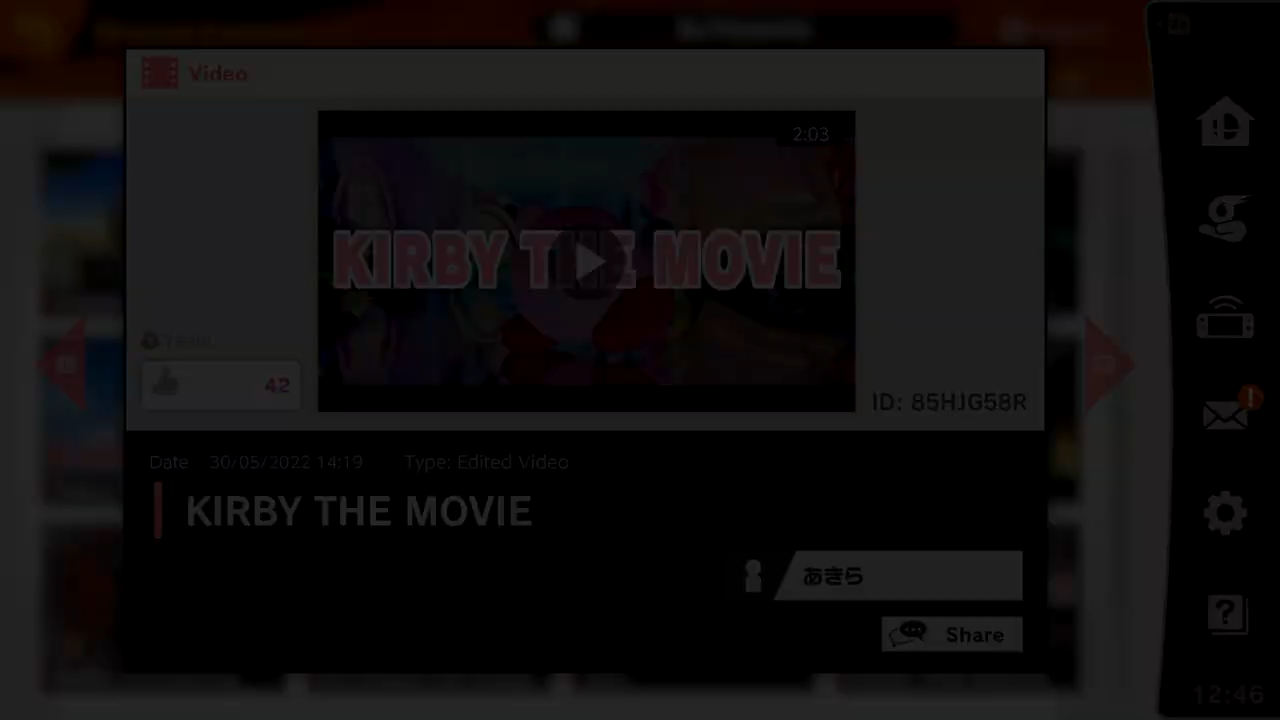 Video
2:03
KIRBY THE MOVIE
42
ID: 85HJG58R
Date 30/05/2022 14:19 Type: Edited Video
KIRBY THE MOVIE
あきら
Share
12:46